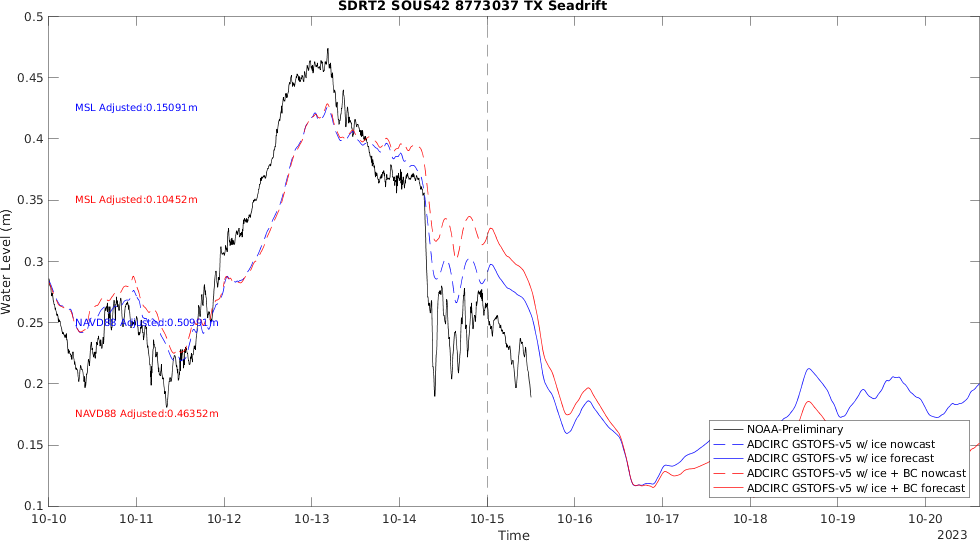 SDRT2 SOUS42 8773037 TX Seadrift
0.5
0.45
0.4
0.35
0.3
0.25
0.2
0.15
0.1
Water Level (m)
MSL Adjusted:0.15091m
MSL Adjusted:0.10452m
NAVD88 Adjusted:0.50991m
NAVD88 Adjusted:0.46352m
NOAA-Preliminary
ADCIRC GSTOFS-v5 w/ ice nowcast
ADCIRC GSTOFS-v5 w/ ice forecast
ADCIRC GSTOFS-v5 w/ ice + BC nowcast
ADCIRC GSTOFS-v5 w/ ice + BC forecast
10-10 10-11 10-12 10-13 10-14 10-15 10-16 10-17 10-18 10-19 10-20
Time
2023